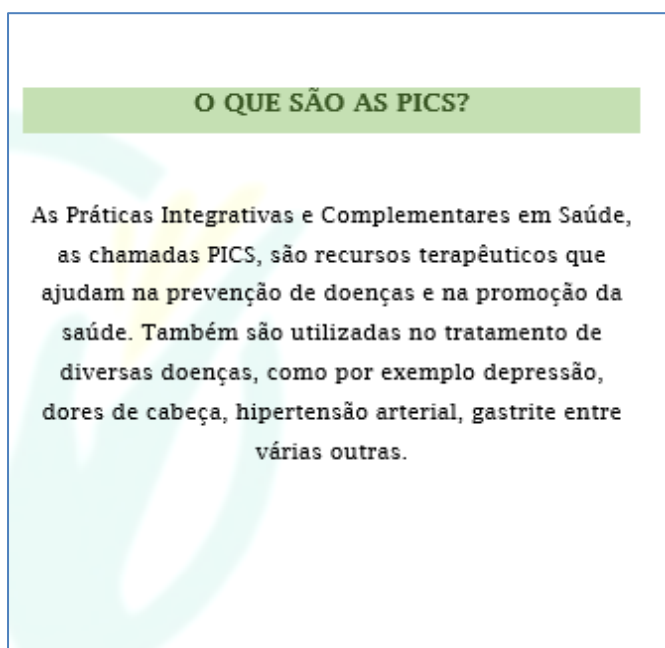 O QUE SÃO AS PICS?
As Práticas Integrativas e Complementares em Saúde,
as chamadas PICS, são recursos terapêuticos que
ajudam na prevenção de doenças e na promoção da
saúde. Também são utilizadas no tratamento de
diversas doenças, como por exemplo depressão,
dores de cabeça, hipertensão arterial, gastrite entre
várias outras.